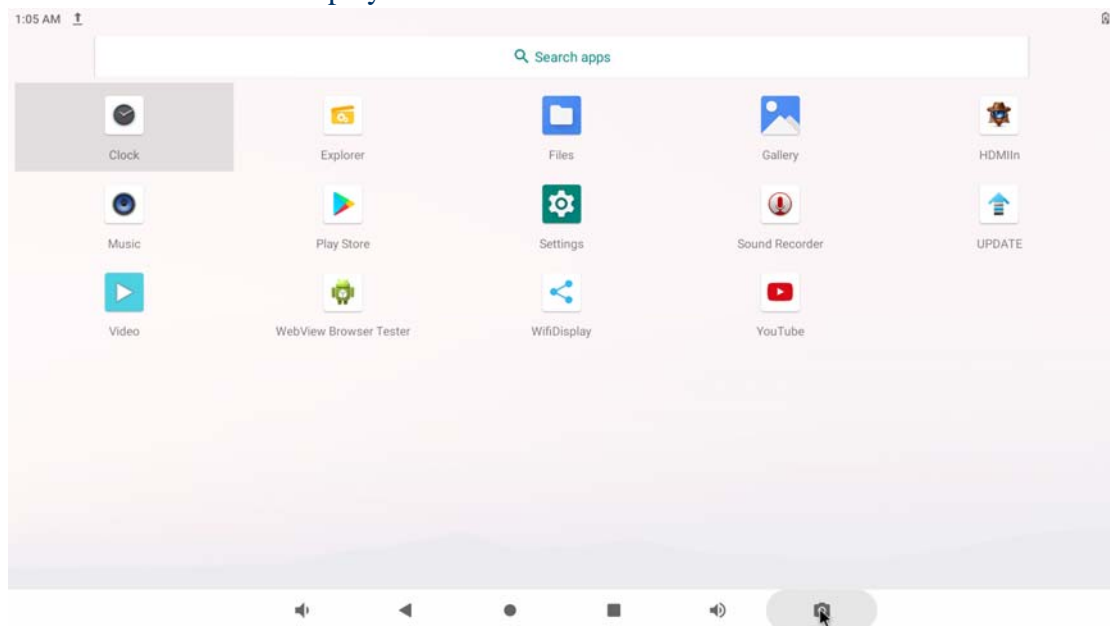 1:05 AM
Search apps
Clock
Explorer
Files
Gallery
HDMIIn
Music
Play Store
Settings
Sound Recorder
UPDATE
Video
WebView Browser Tester
WifiDisplay
YouTube